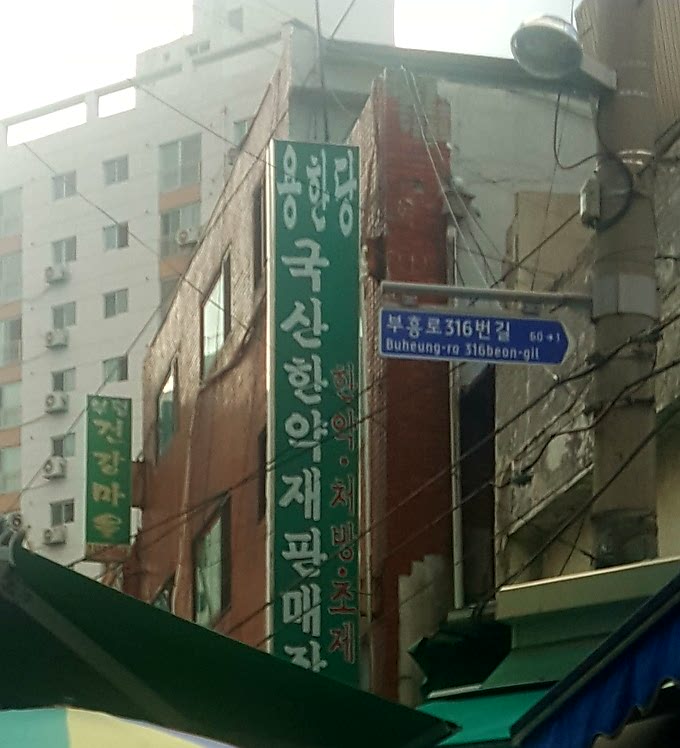 용한당
국산한약재판매장
한약·처방·조제
부흥로316번길 60→1
Buheung-ro 316beon-gil
건강마을